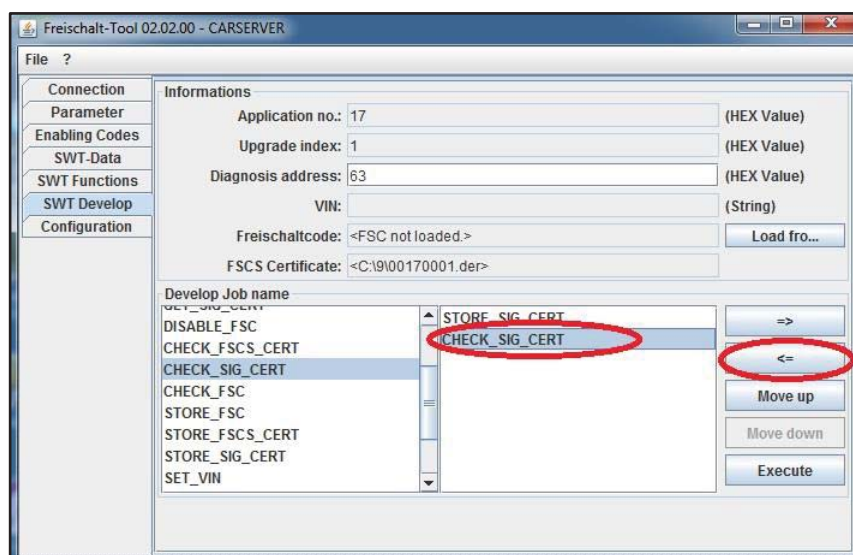 Freischalt-Tool 02.02.00 - CARSERVER
File ?
Connection
Parameter
Enabling Codes
SWT-Data
SWT Functions
SWT Develop
Configuration
Informations
Application no.: 17 (HEX Value)
Upgrade index: 1 (HEX Value)
Diagnosis address: 63 (HEX Value)
VIN: (String)
Freischaltcode: <FSC not loaded.> Load fro...
FSCS Certificate: <C:\9\00170001.der>
Develop Job name
DISABLE_FSC
CHECK_FSCS_CERT
CHECK_SIG_CERT
CHECK_FSC
STORE_FSC
STORE_FSCS_CERT
STORE_SIG_CERT
SET_VIN
STORE_SIG_CERT
CHECK_SIG_CERT
=>
<=
Move up
Move down
Execute